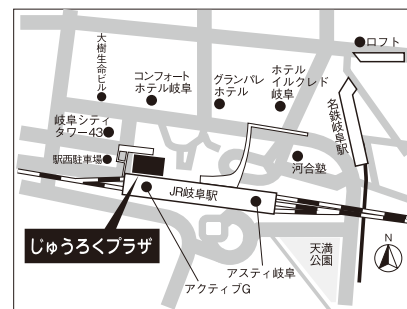 ロフト
大樹生命ビル
コンフォート
ホテル岐阜
グランパレ
ホテル
ホテル
イルクレド
岐阜
名鉄岐阜駅
岐阜シティ
タワー43
駅西駐車場
河合塾
JR岐阜駅
じゅうろくプラザ
アクティブG
アスティ岐阜
天満
公園
N